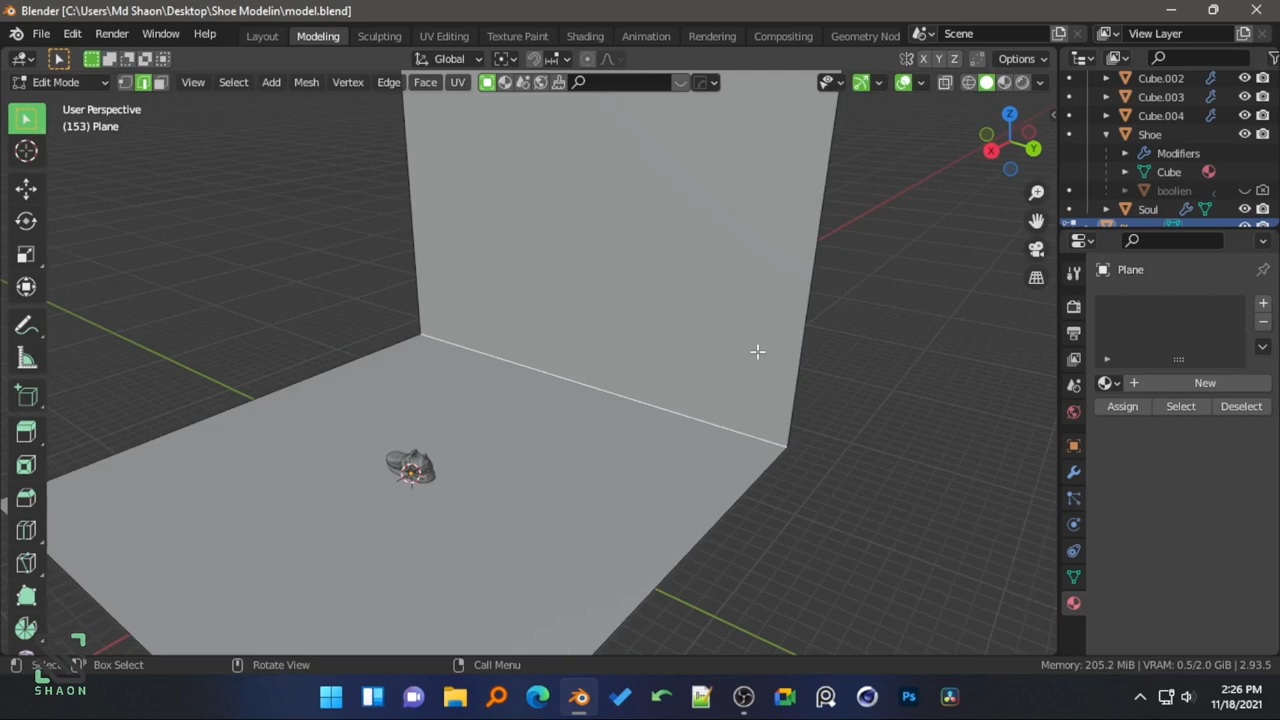 Blender [C:\Users\Md Shaon\Desktop\Shoe Modelin\model.blend]
File Edit Render Window Help Layout Modeling Sculpting UV Editing Texture Paint Shading Animation Rendering Compositing Geometry Nod Scene View Layer
Global Options
Edit Mode View Select Add Mesh Vertex Edge Face UV
User Perspective
(153) Plane
Z
X
Y
X Y Z
Cube.002
Cube.003
Cube.004
Shoe
Modifiers
Cube
boolien
Soul
Plane
New
Assign Select Deselect
Select Box Select Rotate View Call Menu Memory: 205.2 MiB | VRAM: 0.5/2.0 GiB | 2.93.5
SHAON
Ps
2:26 PM
11/18/2021